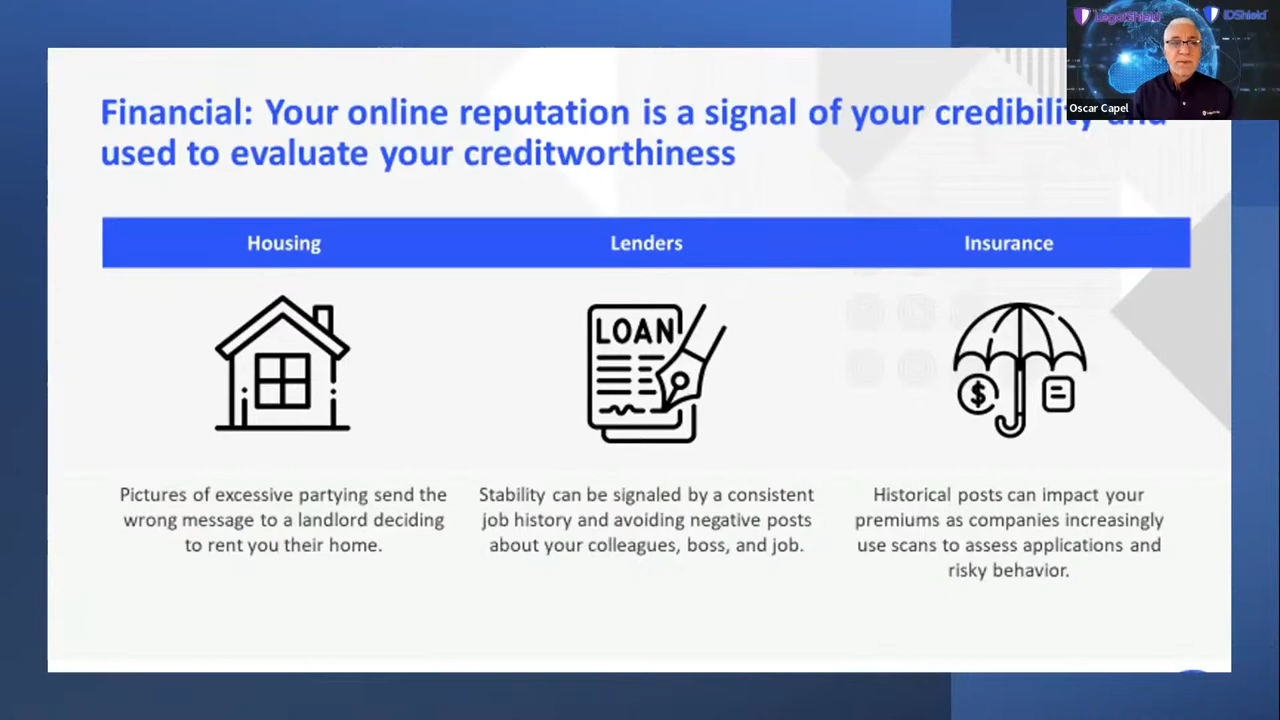 LegalShield
IDShield
Oscar Capel
Financial: Your online reputation is a signal of your credibility and
used to evaluate your creditworthiness
Housing
Lenders
Insurance
LOAN
$
Pictures of excessive partying send the
wrong message to a landlord deciding
to rent you their home.
Stability can be signaled by a consistent
job history and avoiding negative posts
about your colleagues, boss, and job.
Historical posts can impact your
premiums as companies increasingly
use scans to assess applications and
risky behavior.